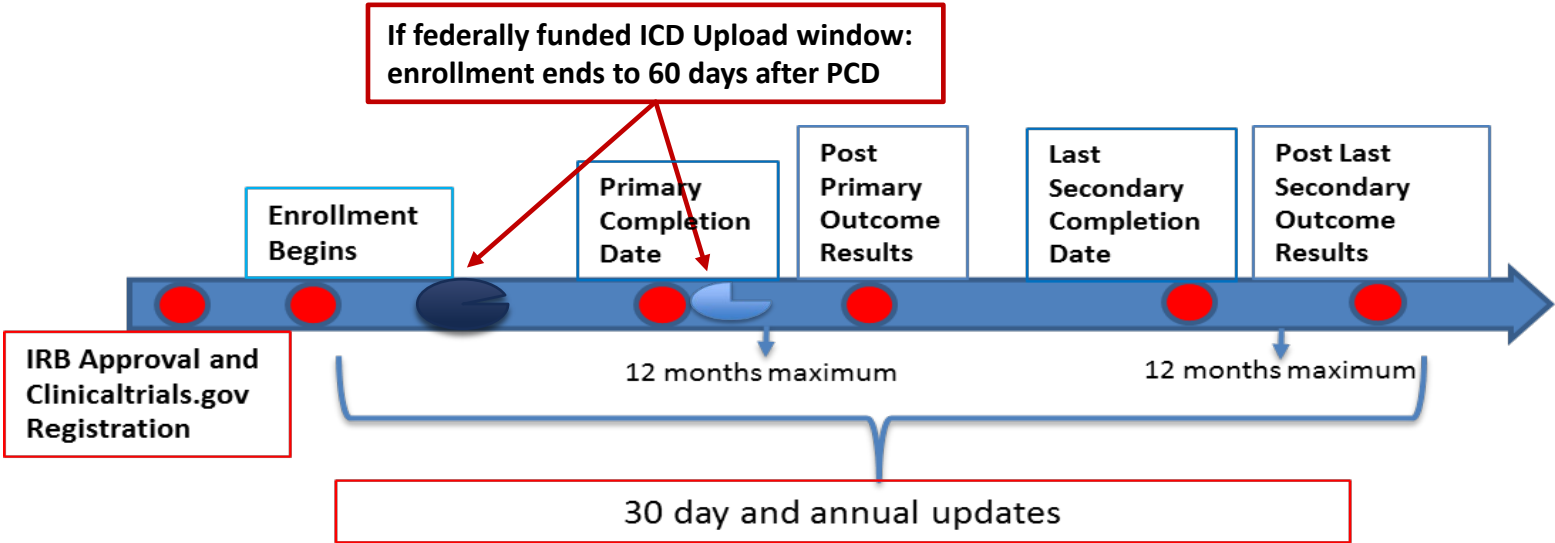 If federally funded ICD Upload window:
enrollment ends to 60 days after PCD
Enrollment
Begins
Primary
Completion
Date
Post
Primary
Outcome
Results
Last
Secondary
Completion
Date
Post Last
Secondary
Outcome
Results
IRB Approval and
Clinicaltrials.gov
Registration
12 months maximum
12 months maximum
30 day and annual updates